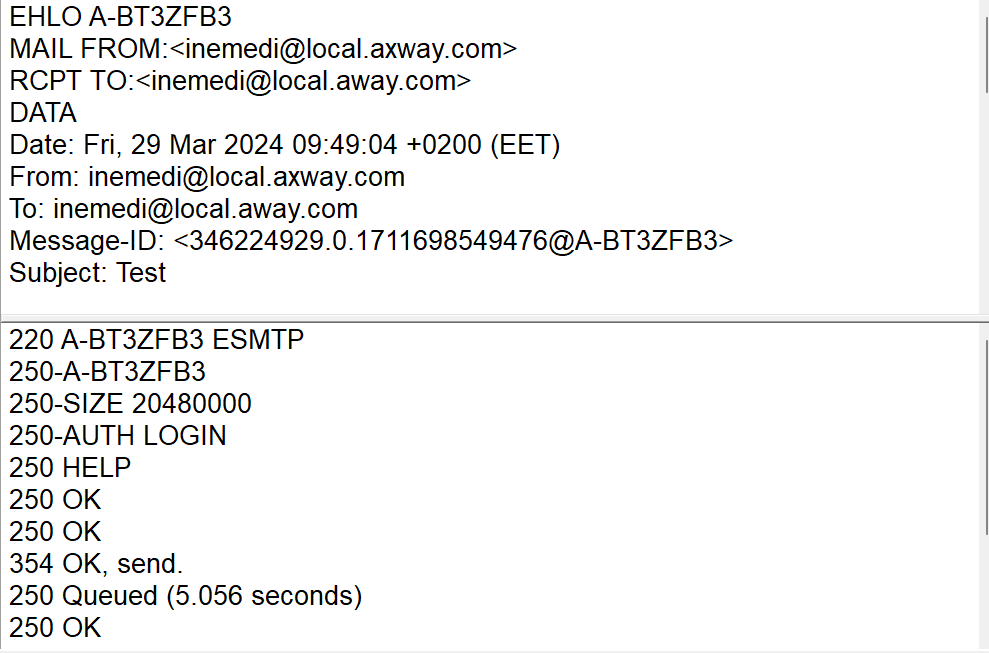 EHLO A-BT3ZFB3
MAIL FROM:<inemedi@local.axway.com>
RCPT TO:<inemedi@local.away.com>
DATA
Date: Fri, 29 Mar 2024 09:49:04 +0200 (EET)
From: inemedi@local.axway.com
To: inemedi@local.away.com
Message-ID: <346224929.0.1711698549476@A-BT3ZFB3>
Subject: Test
220 A-BT3ZFB3 ESMTP
250-A-BT3ZFB3
250-SIZE 20480000
250-AUTH LOGIN
250 HELP
250 OK
250 OK
354 OK, send.
250 Queued (5.056 seconds)
250 OK